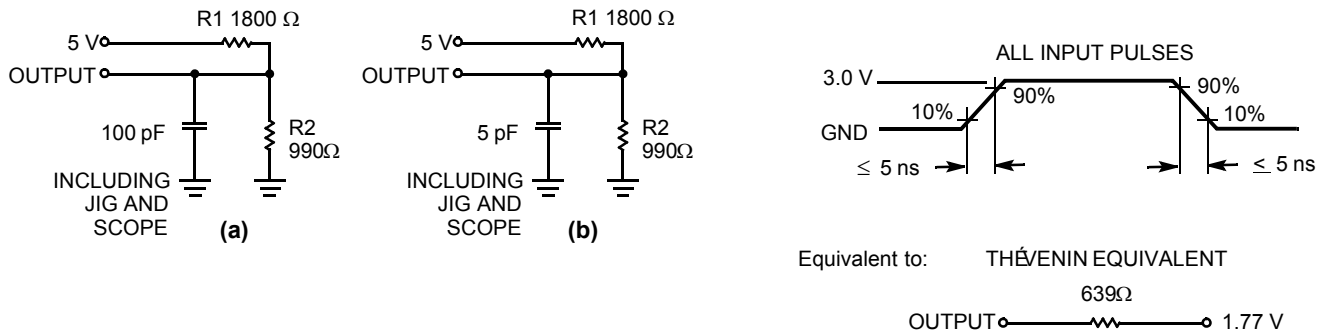 R1 1800 Ω
5 V
OUTPUT
100 pF
R2
990Ω
INCLUDING
JIG AND
SCOPE
(a)
R1 1800 Ω
5 V
OUTPUT
5 pF
R2
990Ω
INCLUDING
JIG AND
SCOPE
(b)
ALL INPUT PULSES
3.0 V
90%
90%
10%
10%
GND
≤ 5 ns
≤ 5 ns
Equivalent to: THÉVENIN EQUIVALENT
639Ω
OUTPUT
1.77 V